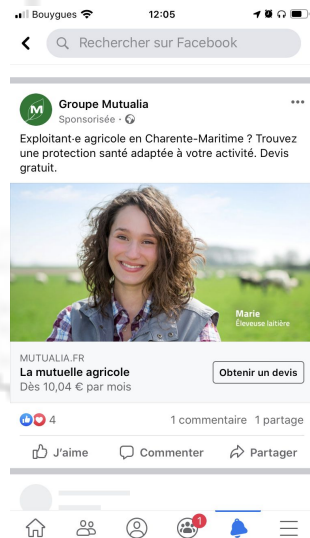 Bouygues 12:05
Rechercher sur Facebook
M
Groupe Mutualia
Sponsorisée ·
Exploitant·e agricole en Charente-Maritime ? Trouvez
une protection santé adaptée à votre activité. Devis
gratuit.
Marie
Éleveuse laitière
MUTUALIA.FR
La mutuelle agricole
Dès 10,04 € par mois
Obtenir un devis
4 1 commentaire 1 partage
J'aime Commenter Partager
1